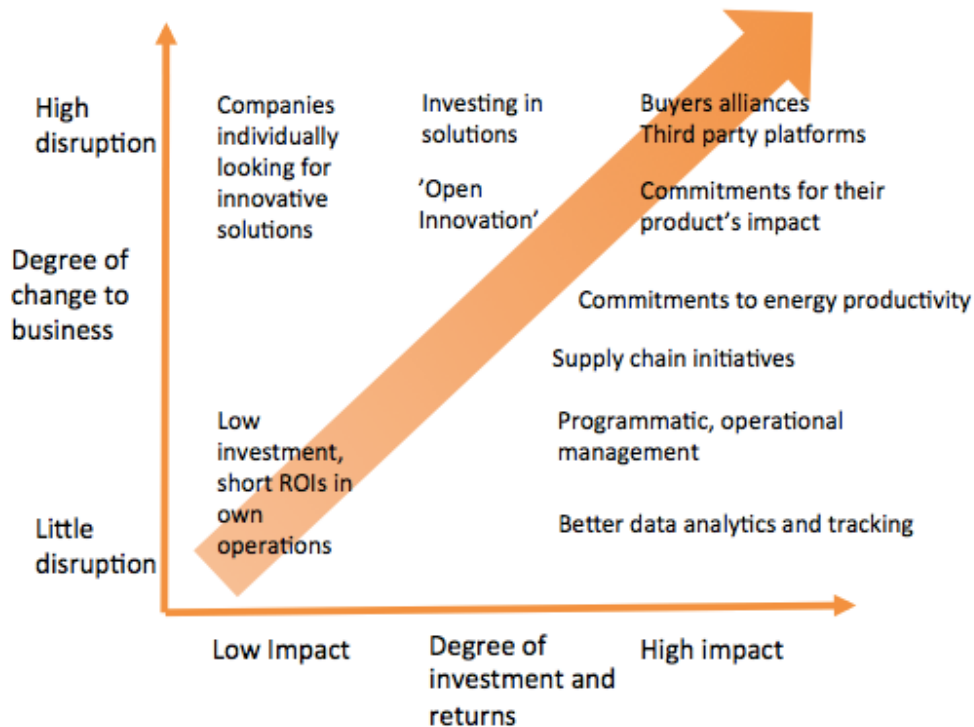 High
disruption
Companies
individually
looking for
innovative
solutions
Investing in
solutions
’Open
Innovation’
Buyers alliances
Third party platforms
Commitments for their
product’s impact
Degree of
change to
business
Commitments to energy productivity
Supply chain initiatives
Low
investment,
short ROIs in
own
operations
Programmatic, operational
management
Little
disruption
Better data analytics and tracking
Low Impact
Degree of
investment and
returns
High impact